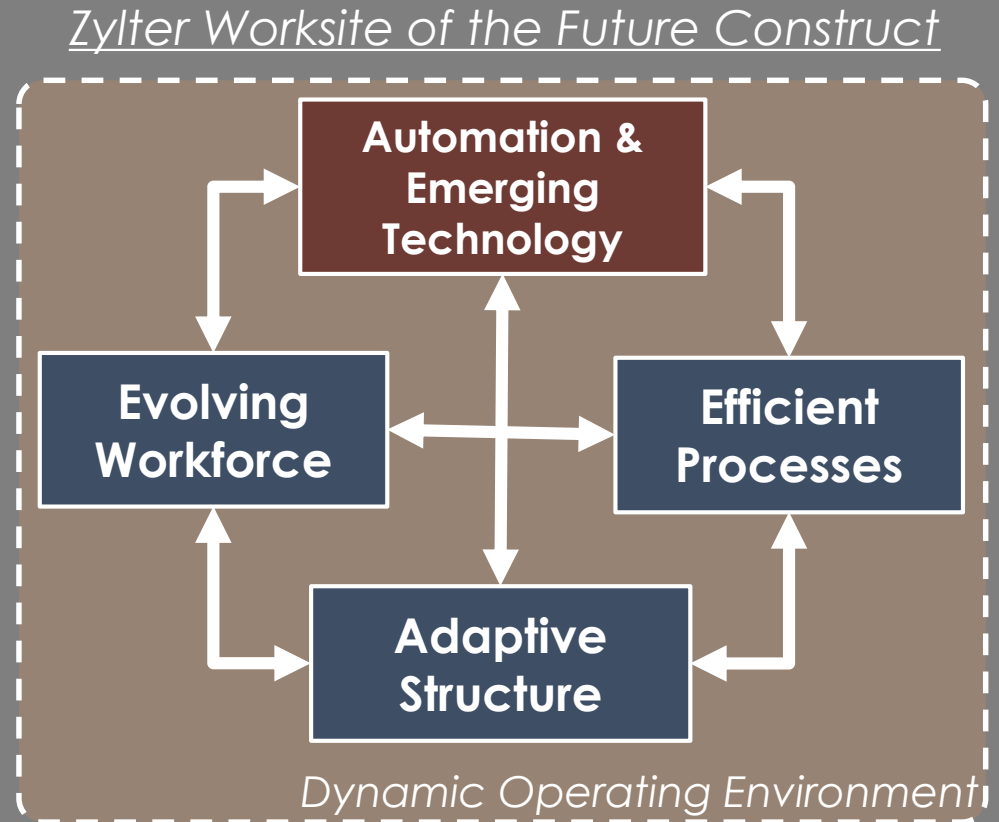 Zylter Worksite of the Future Construct
Automation &
Emerging
Technology
Evolving
Workforce
Efficient
Processes
Adaptive
Structure
Dynamic Operating Environment